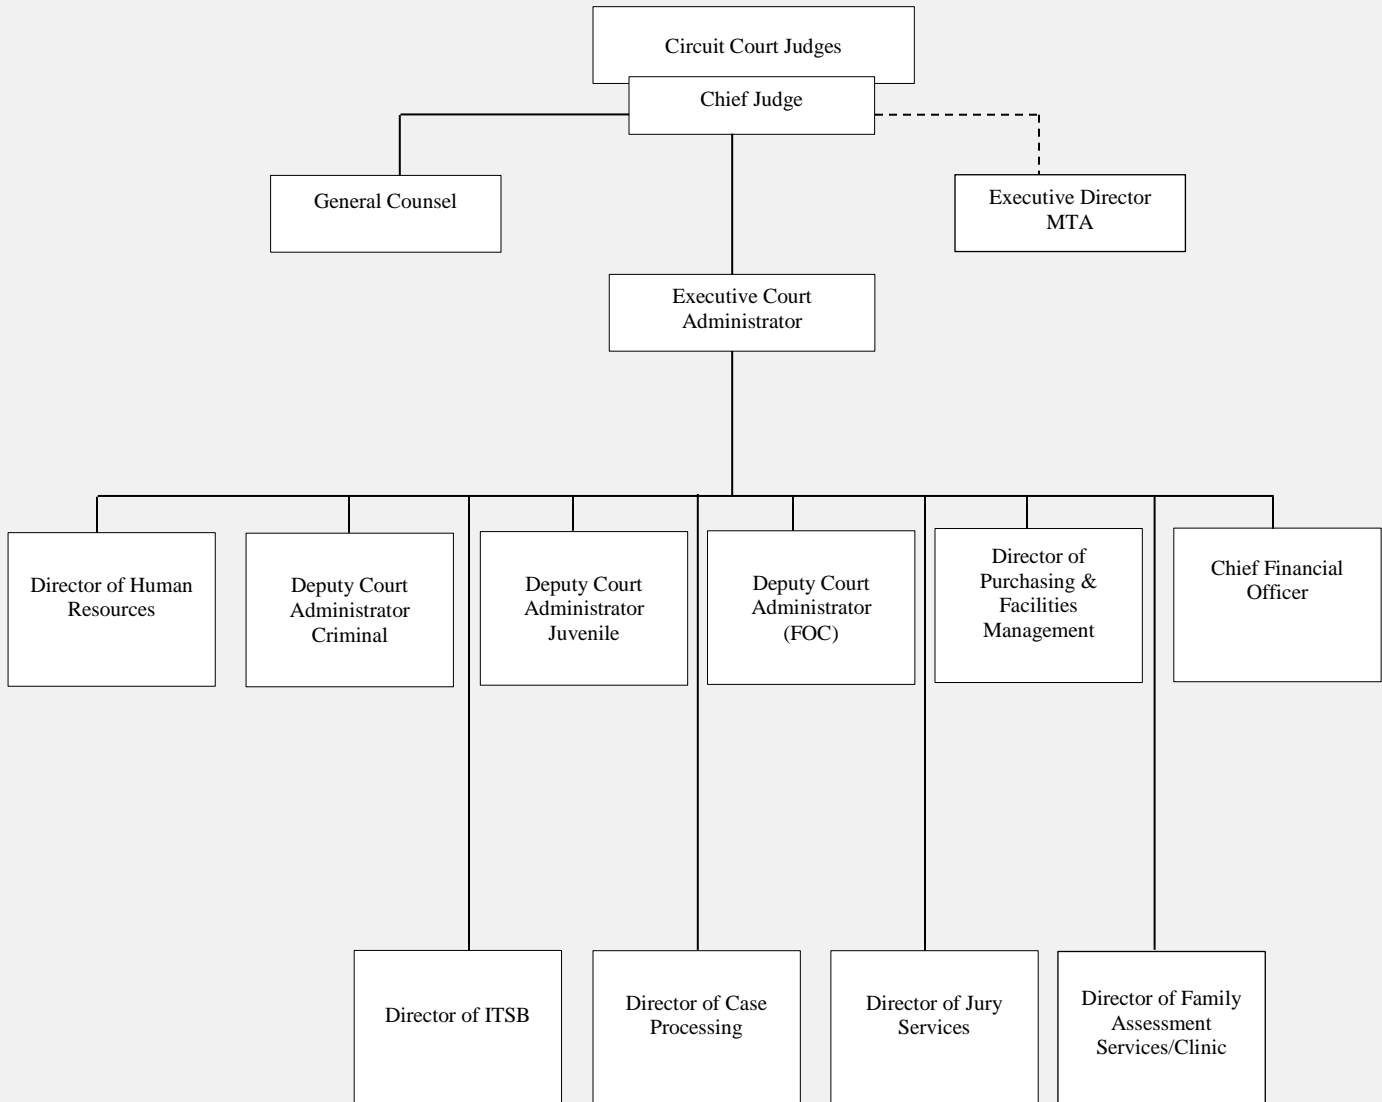 Circuit Court Judges
Chief Judge
General Counsel
Executive Director
MTA
Executive Court
Administrator
Director of Human
Resources
Deputy Court
Administrator
Criminal
Deputy Court
Administrator
Juvenile
Deputy Court
Administrator
(FOC)
Director of
Purchasing &
Facilities
Management
Chief Financial
Officer
Director of ITSB
Director of Case
Processing
Director of Jury
Services
Director of Family
Assessment
Services/Clinic